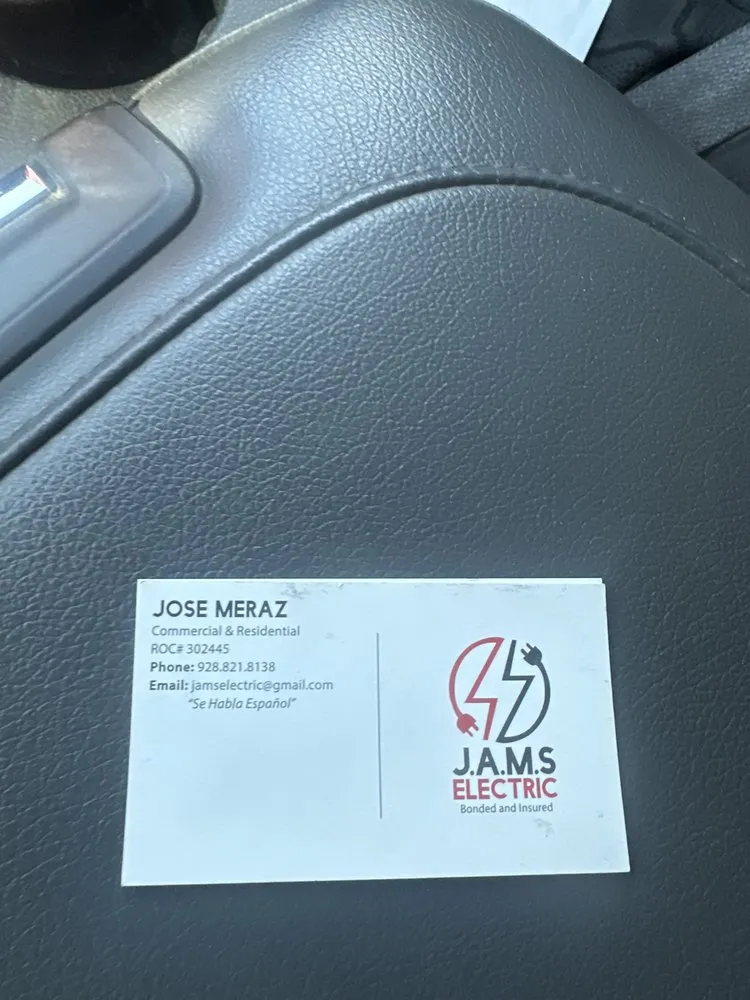 JOSE MERAZ
Commercial & Residential
ROC# 302445
Phone: 928.821.8138
Email: jamselectric@gmail.com
"Se Habla Español"
J.A.M.S
ELECTRIC
Bonded and Insured